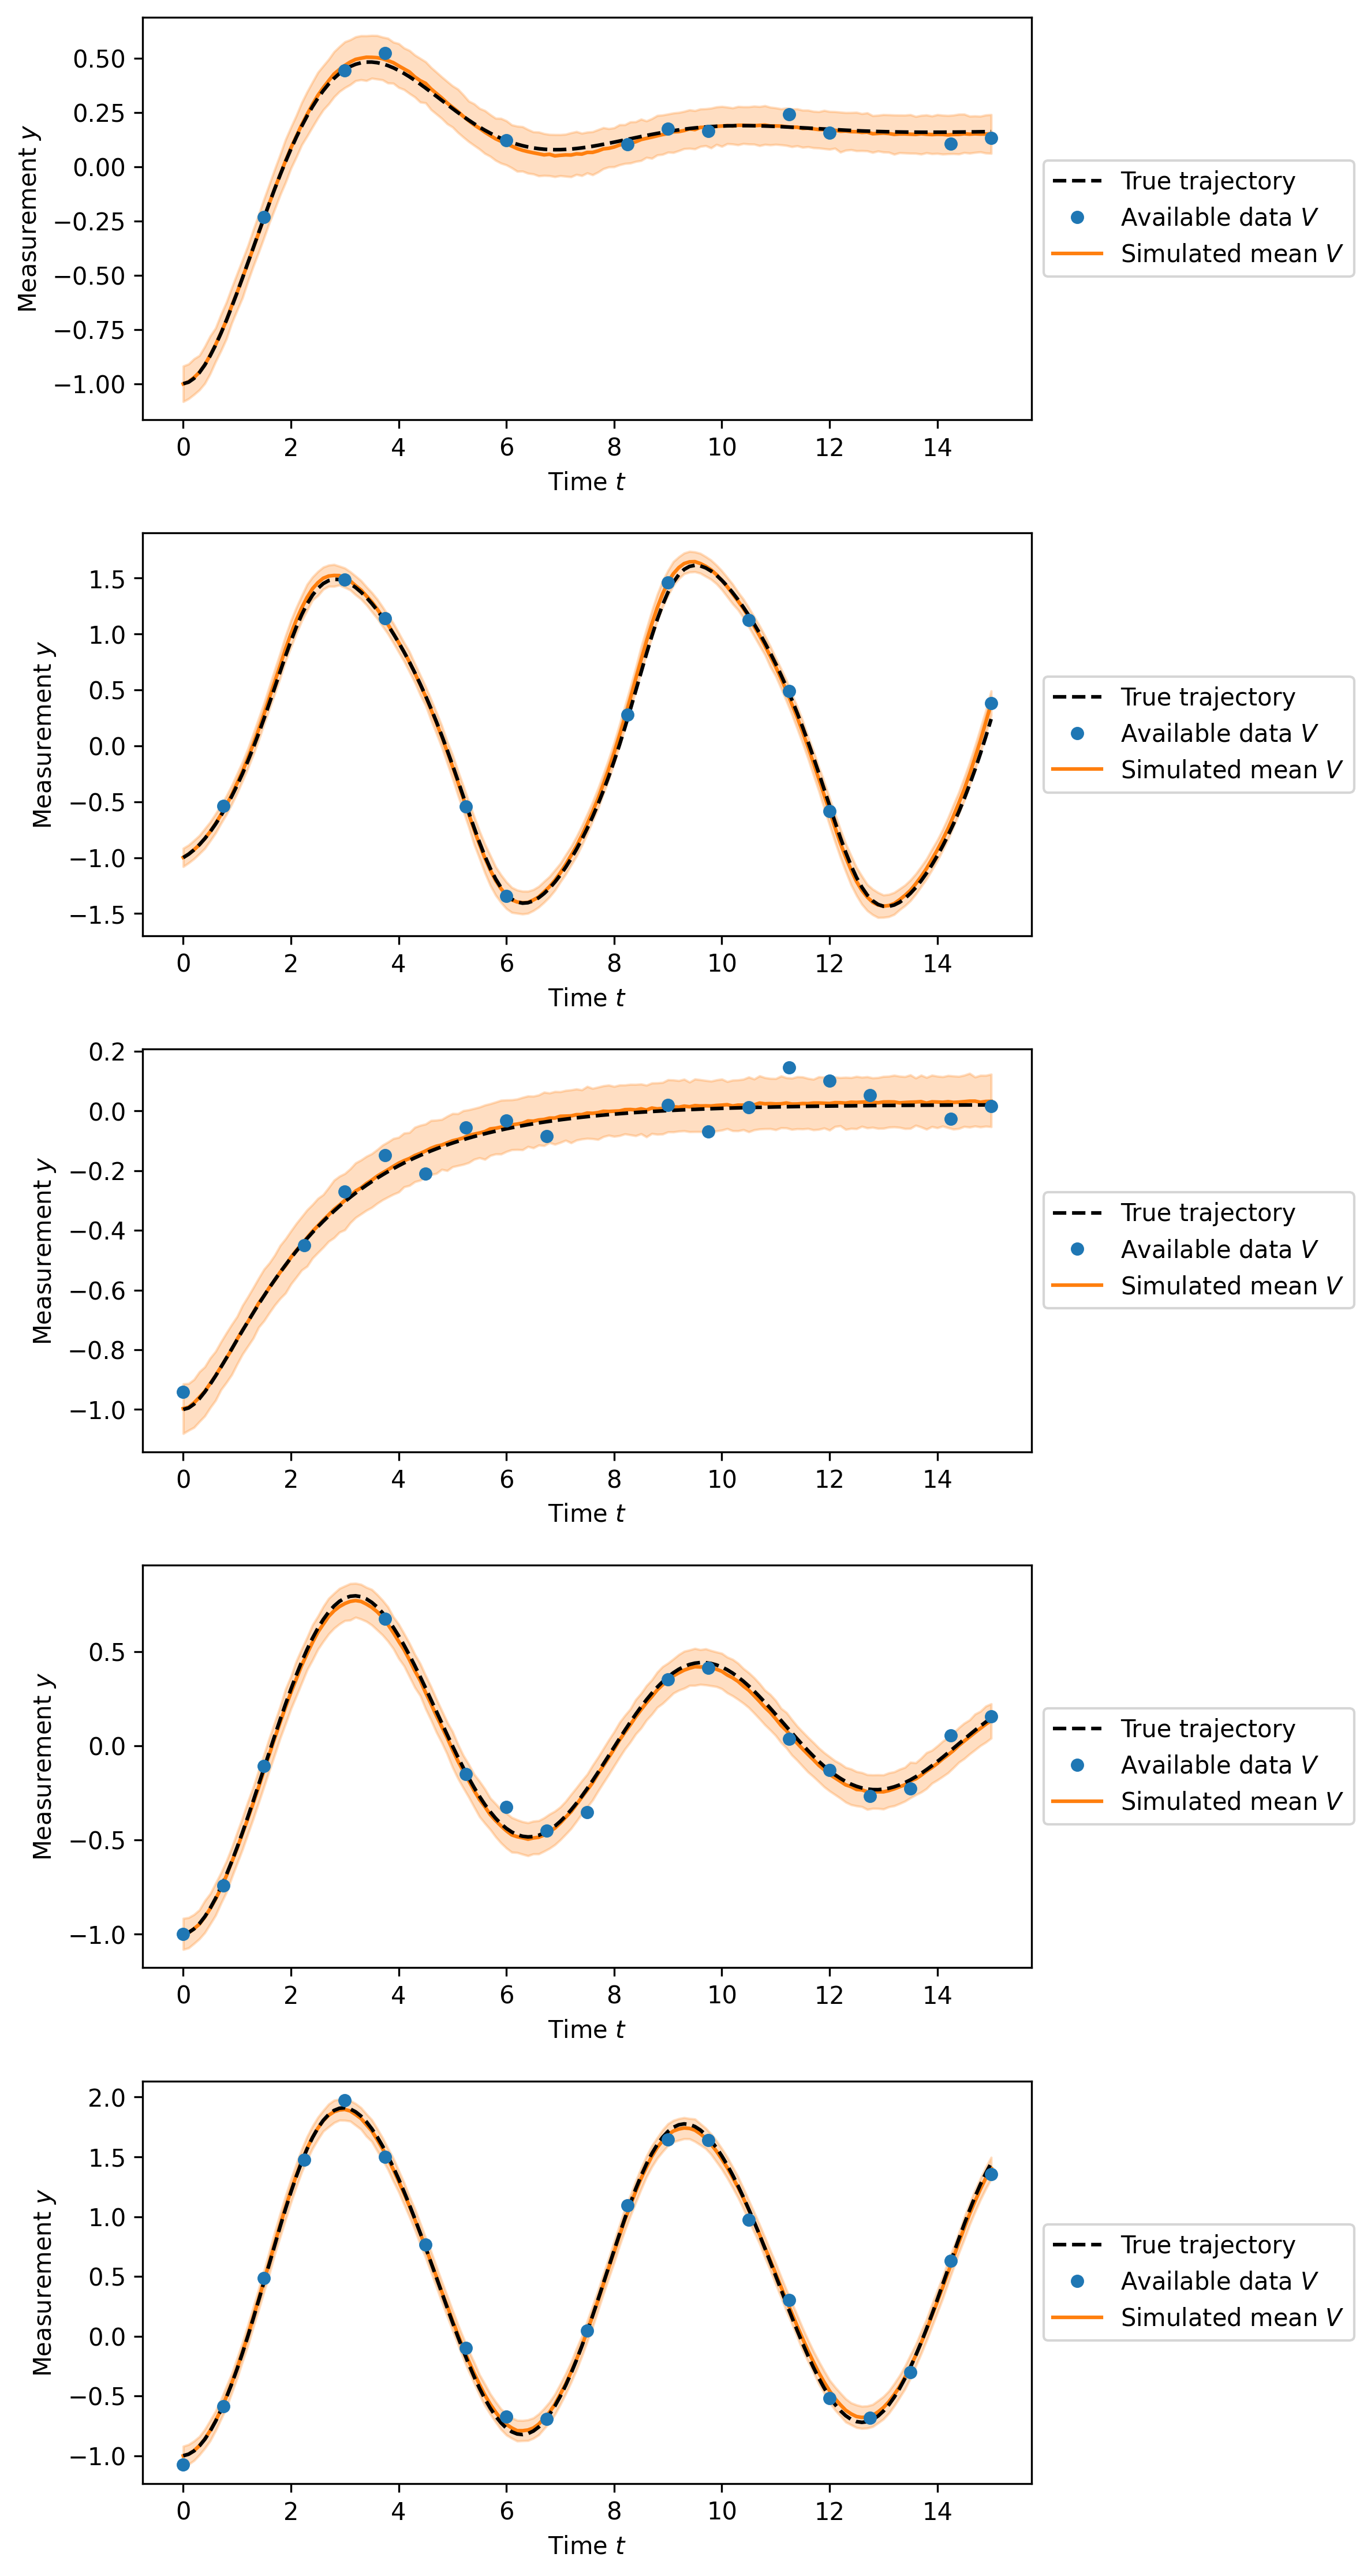 0.50
0.25
0.00
−0.25
−0.50
−0.75
−1.00
Measurement y
0 2 4 6 8 10 12 14
Time t
True trajectory
Available data V
Simulated mean V
1.5
1.0
0.5
0.0
−0.5
−1.0
−1.5
Measurement y
0 2 4 6 8 10 12 14
Time t
True trajectory
Available data V
Simulated mean V
0.2
0.0
−0.2
−0.4
−0.6
−0.8
−1.0
Measurement y
0 2 4 6 8 10 12 14
Time t
True trajectory
Available data V
Simulated mean V
0.5
0.0
−0.5
−1.0
Measurement y
0 2 4 6 8 10 12 14
Time t
True trajectory
Available data V
Simulated mean V
2.0
1.5
1.0
0.5
0.0
−0.5
−1.0
Measurement y
0 2 4 6 8 10 12 14
Time t
True trajectory
Available data V
Simulated mean V